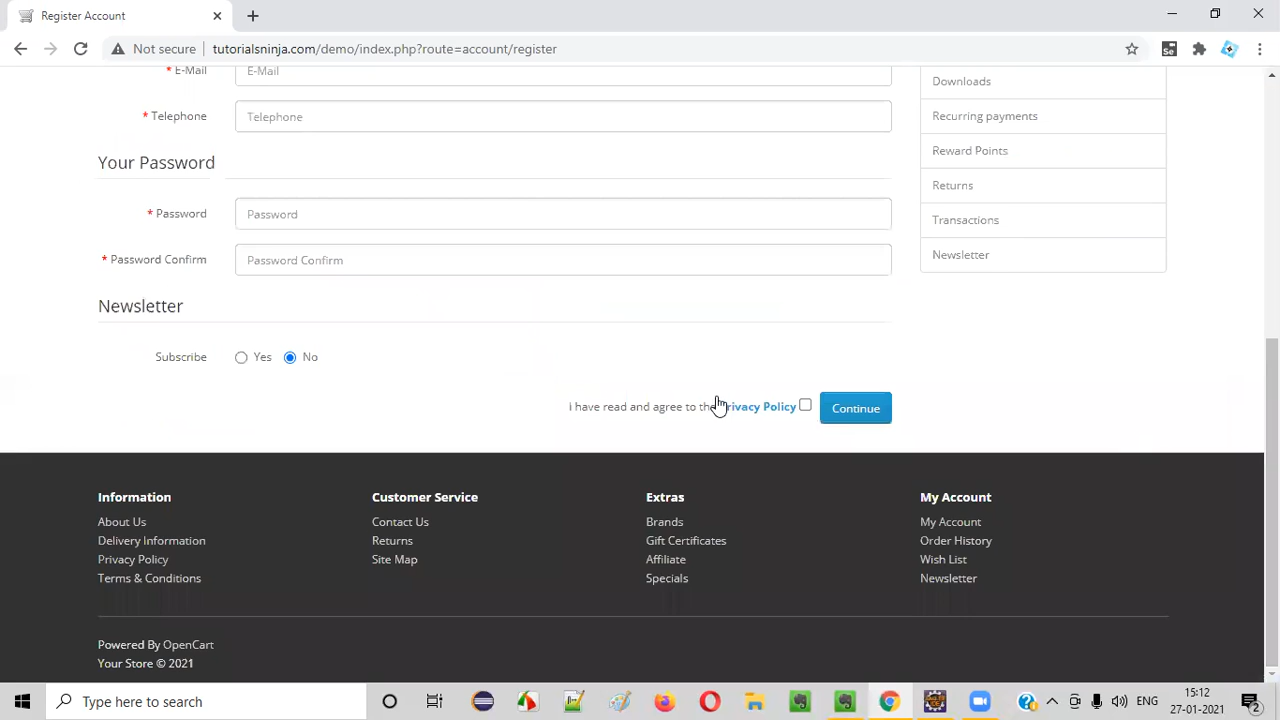 Register Account
Not secure
tutorialsninja.com/demo/index.php?route=account/register
* E-Mail
E-Mail
* Telephone
Telephone
Your Password
* Password
Password
* Password Confirm
Password Confirm
Newsletter
Subscribe
Yes
No
I have read and agree to the Privacy Policy
Continue
Downloads
Recurring payments
Reward Points
Returns
Transactions
Newsletter
Information
About Us
Delivery Information
Privacy Policy
Terms & Conditions
Customer Service
Contact Us
Returns
Site Map
Extras
Brands
Gift Certificates
Affiliate
Specials
My Account
My Account
Order History
Wish List
Newsletter
Powered By OpenCart
Your Store © 2021
Type here to search
ENG
15:12
27-01-2021
2